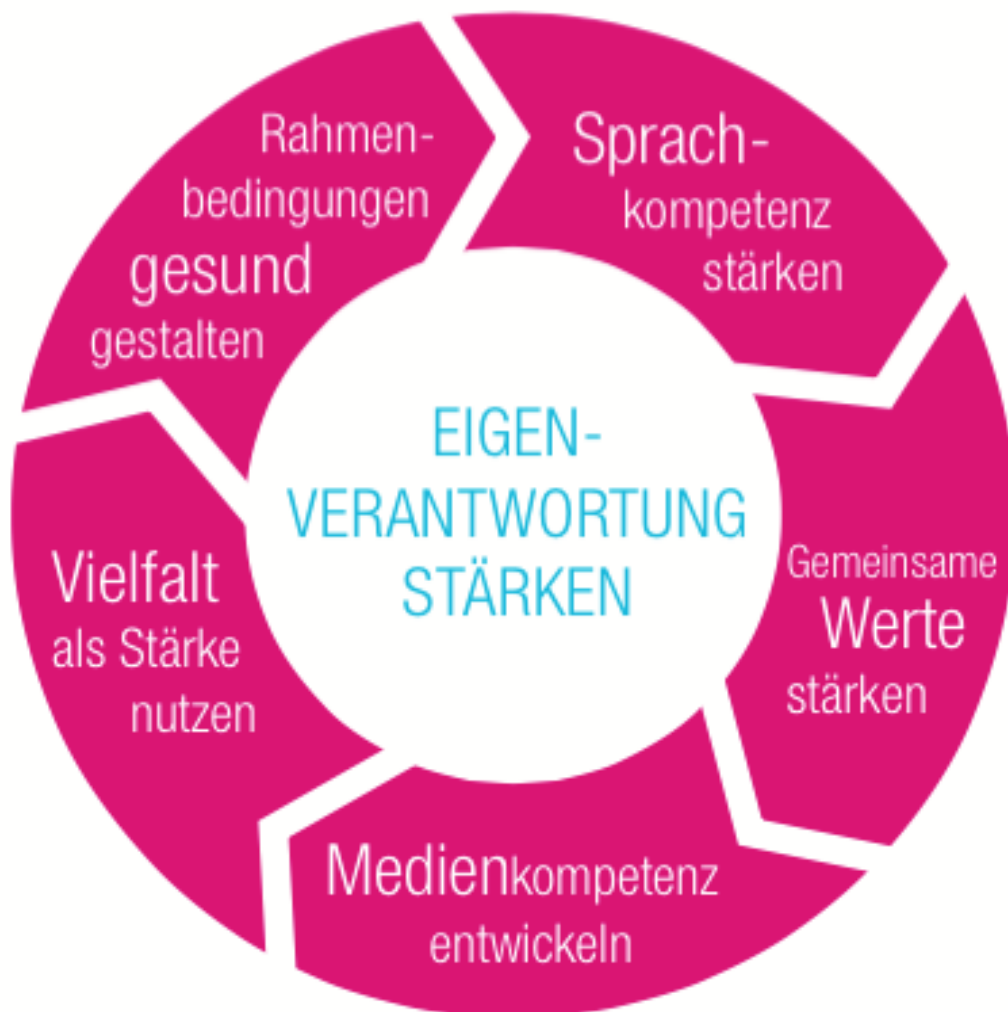 Rahmen-
bedingungen
gesund
gestalten
Sprach-
kompetenz
stärken
EIGEN-
VERANTWORTUNG
STÄRKEN
Gemeinsame
Werte
stärken
Vielfalt
als Stärke
nutzen
Medienkompetenz
entwickeln